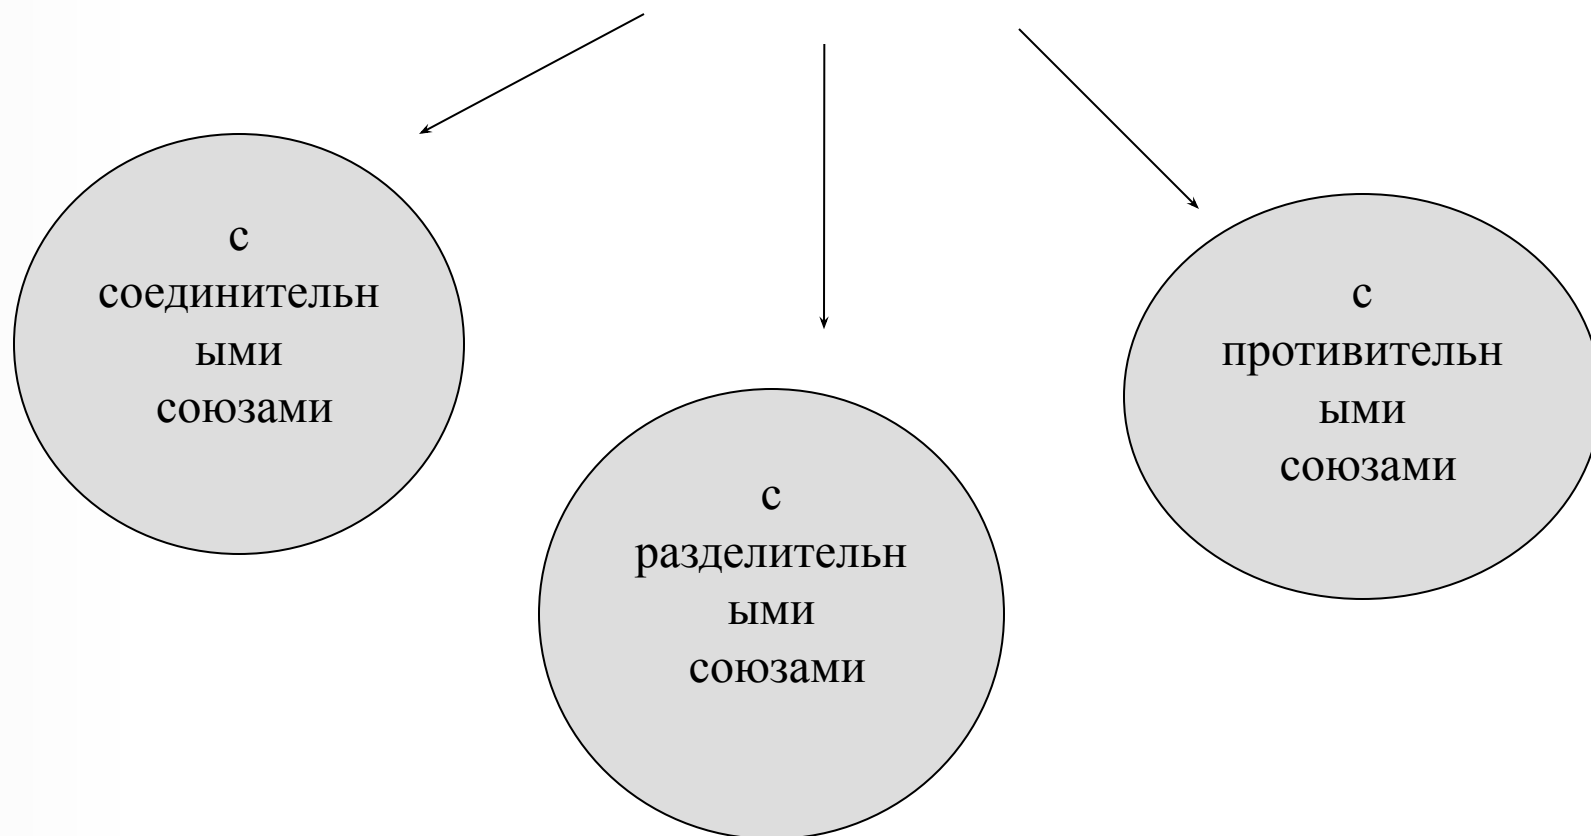 с
соединительн
ыми
союзами
с
разделительн
ыми
союзами
с
противительн
ыми
союзами